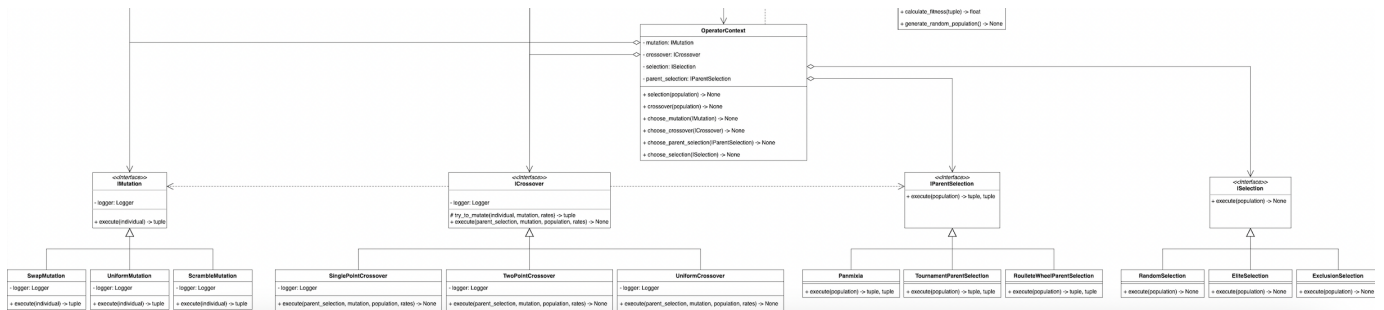 + calculate_fitness(tuple) -> float
+ generate_random_population() -> None
OperatorContext
- mutation: IMutation
- crossover: ICrossover
- selection: ISelection
- parent_selection: IParentSelection
+ selection(population) -> None
+ crossover(population) -> None
+ choose_mutation(IMutation) -> None
+ choose_crossover(ICrossover) -> None
+ choose_parent_selection(IParentSelection) -> None
+ choose_selection(ISelection) -> None
<<Interface>>
IMutation
- logger: Logger
+ execute(individual) -> tuple
<<Interface>>
ICrossover
- logger: Logger
# try_to_mutate(individual, mutation, rates) -> tuple
+ execute(parent_selection, mutation, population, rates) -> None
<<Interface>>
IParentSelection
+ execute(population) -> tuple, tuple
<<Interface>>
ISelection
+ execute(population) -> None
SwapMutation
- logger: Logger
+ execute(individual) -> tuple
UniformMutation
- logger: Logger
+ execute(individual) -> tuple
ScrambleMutation
- logger: Logger
+ execute(individual) -> tuple
SinglePointCrossover
- logger: Logger
+ execute(parent_selection, mutation, population, rates) -> None
TwoPointCrossover
- logger: Logger
+ execute(parent_selection, mutation, population, rates) -> None
UniformCrossover
- logger: Logger
+ execute(parent_selection, mutation, population, rates) -> None
Panmixia
+ execute(population) -> tuple, tuple
TournamentParentSelection
+ execute(population) -> tuple, tuple
RoulleteWheelParentSelection
+ execute(population) -> tuple, tuple
RandomSelection
+ execute(population) -> None
EliteSelection
+ execute(population) -> None
ExclusionSelection
+ execute(population) -> None